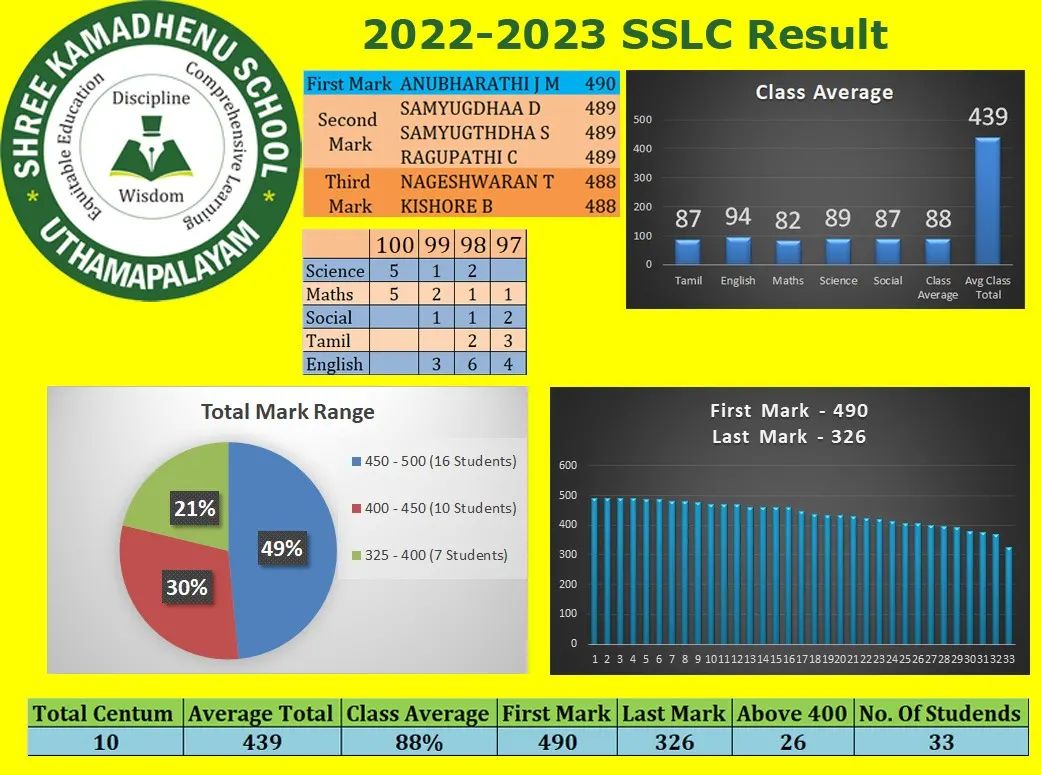 SHREE KAMADHENU SCHOOL
UTHAMAPALAYAM
Equitable Education
Comprehensive Learning
Discipline
Wisdom
2022-2023 SSLC Result
First Mark ANUBHARATHI J M 490
Second Mark
SAMYUGDHAA D 489
SAMYUGTHDHA S 489
RAGUPATHI C 489
Third Mark
NAGESHWARAN T 488
KISHORE B 488
100 99 98 97
Science 5 1 2
Maths 5 2 1 1
Social 1 1 2
Tamil 2 3
English 3 6 4
Class Average
500
400
300
200
100
0
87 94 82 89 87 88 439
Tamil English Maths Science Social Class Average Avg Class Total
Total Mark Range
49%
30%
21%
450 - 500 (16 Students)
400 - 450 (10 Students)
325 - 400 (7 Students)
First Mark - 490
Last Mark - 326
600
500
400
300
200
100
0
1 2 3 4 5 6 7 8 9 10 11 12 13 14 15 16 17 18 19 20 21 22 23 24 25 26 27 28 29 30 31 32 33
Total Centum Average Total Class Average First Mark Last Mark Above 400 No. Of Studends
10 439 88% 490 326 26 33